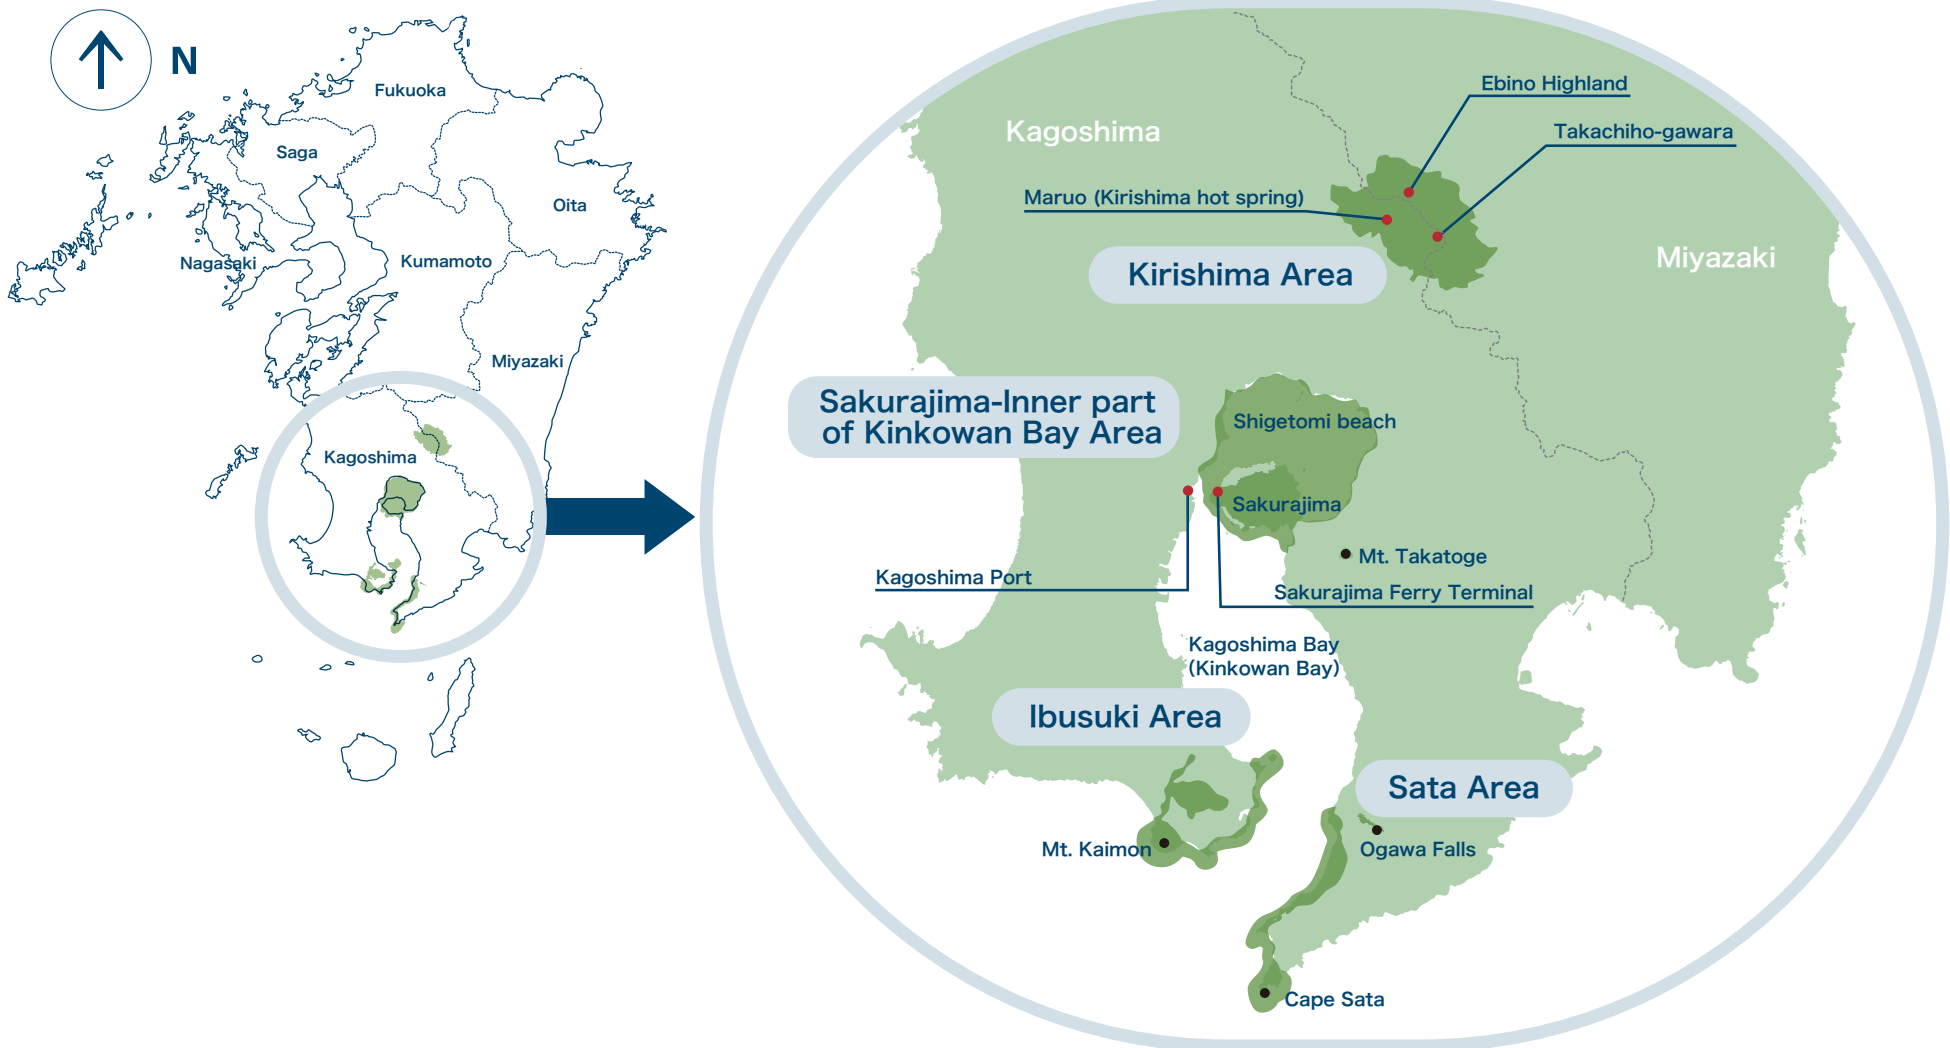 N
Fukuoka
Saga
Oita
Nagasaki
Kumamoto
Miyazaki
Kagoshima
Ebino Highland
Kagoshima
Takachiho-gawara
Maruo (Kirishima hot spring)
Miyazaki
Kirishima Area
Sakurajima-Inner part
of Kinkowan Bay Area
Shigetomi beach
Sakurajima
Mt. Takatoge
Kagoshima Port
Sakurajima Ferry Terminal
Kagoshima Bay
(Kinkowan Bay)
Ibusuki Area
Sata Area
Mt. Kaimon
Ogawa Falls
Cape Sata